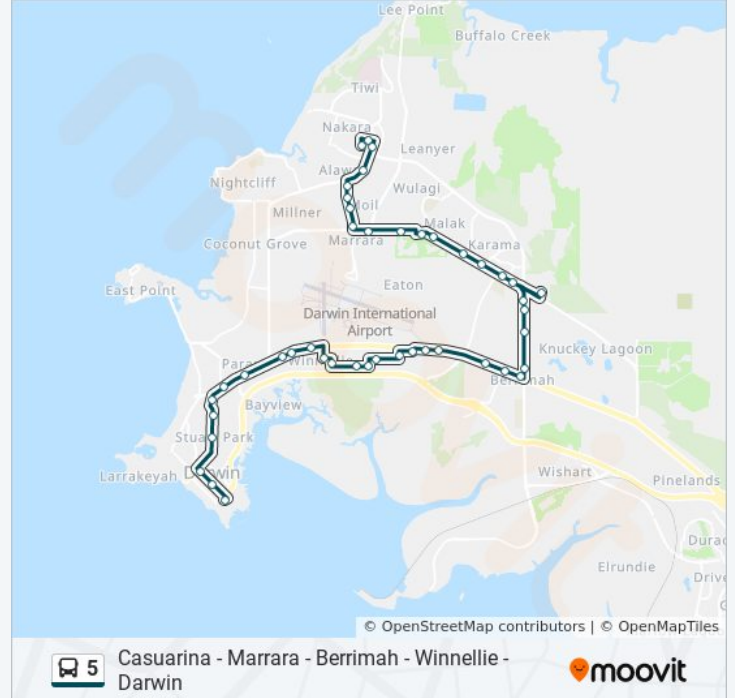 Lee Point
Buffalo Creek
Tiwi
Nakara
Leanyer
Alawa
Wulagi
Nightcliff
Moil
Millner
Malak
Coconut Grove
Marrara
Karama
Eaton
East Point
Darwin International
Airport
Knuckey Lagoon
Berrimah
Bayview
Stuart Park
Larrakeyah
Darwin
Wishart
Pinelands
Elrundie
© OpenStreetMap contributors | © OpenMapTiles
5
Casuarina - Marrara - Berrimah - Winnellie -
Darwin
moovit